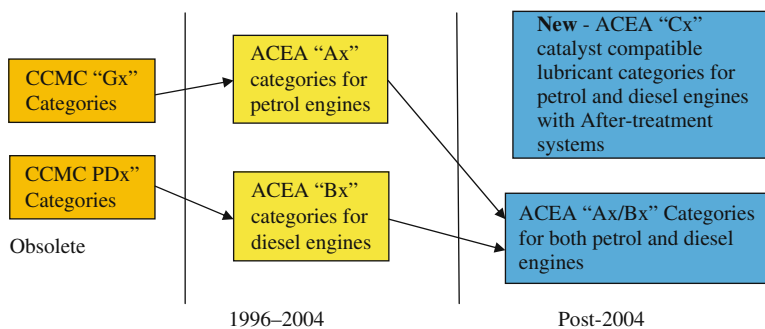 CCMC “Gx”
Categories
CCMC PDx”
Categories
Obsolete
ACEA “Ax”
categories for
petrol engines
ACEA “Bx”
categories for
diesel engines
1996–2004
New - ACEA “Cx”
catalyst compatible
lubricant categories for
petrol and diesel engines
with After-treatment
systems
ACEA “Ax/Bx” Categories
for both petrol and diesel
engines
Post-2004